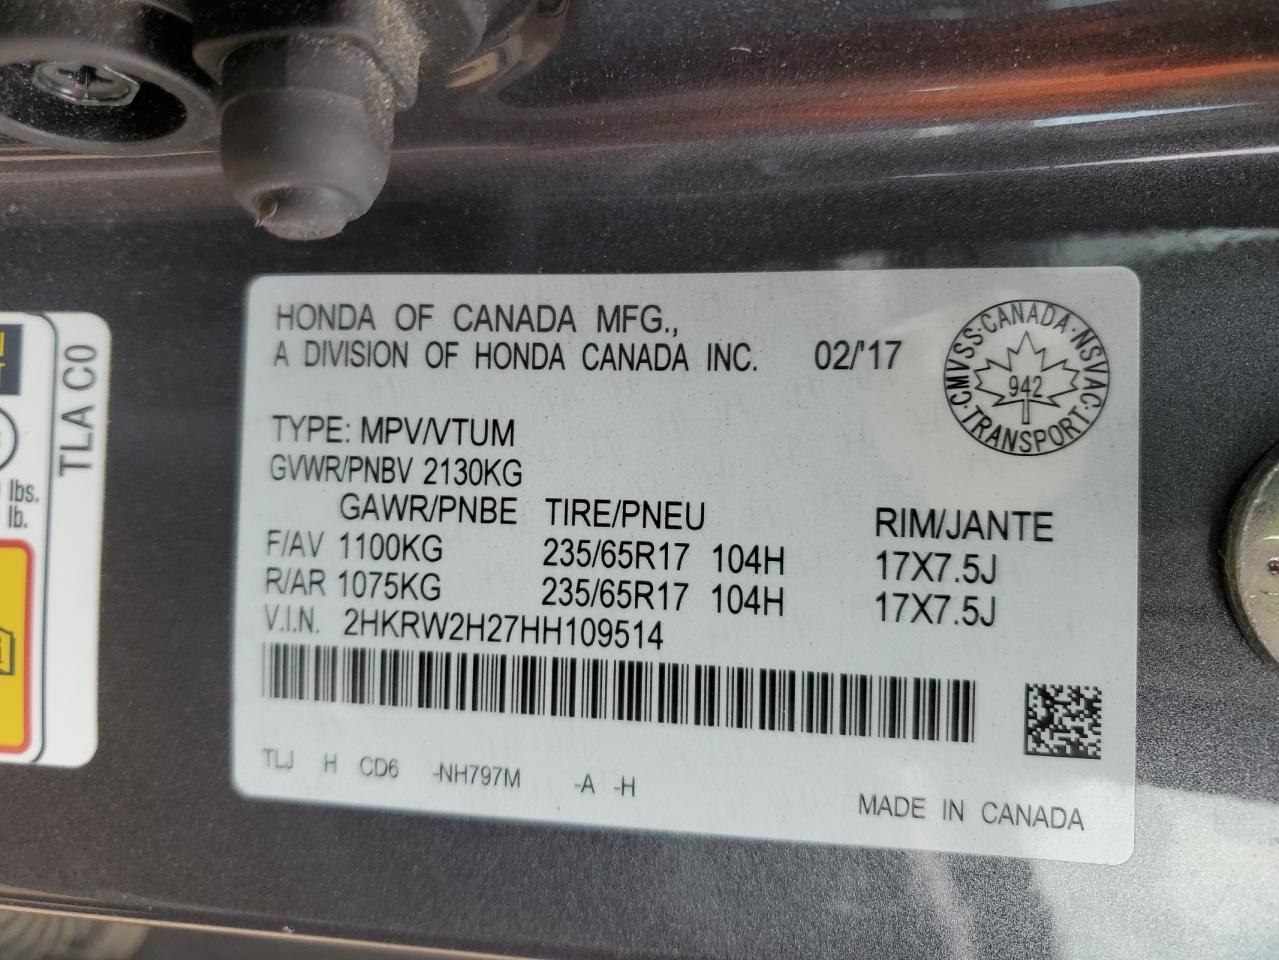 HONDA OF CANADA MFG.,
A DIVISION OF HONDA CANADA INC. 02/'17
CMVSS·CANADA·NSVAC·TRANSPORT·
942
TYPE: MPV/VTUM
GVWR/PNBV 2130KG
GAWR/PNBE TIRE/PNEU RIM/JANTE
F/AV 1100KG 235/65R17 104H 17X7.5J
R/AR 1075KG 235/65R17 104H 17X7.5J
V.I.N. 2HKRW2H27HH109514
TLJ H CD6 -NH797M -A -H
MADE IN CANADA
TLA C0
lbs.
lb.